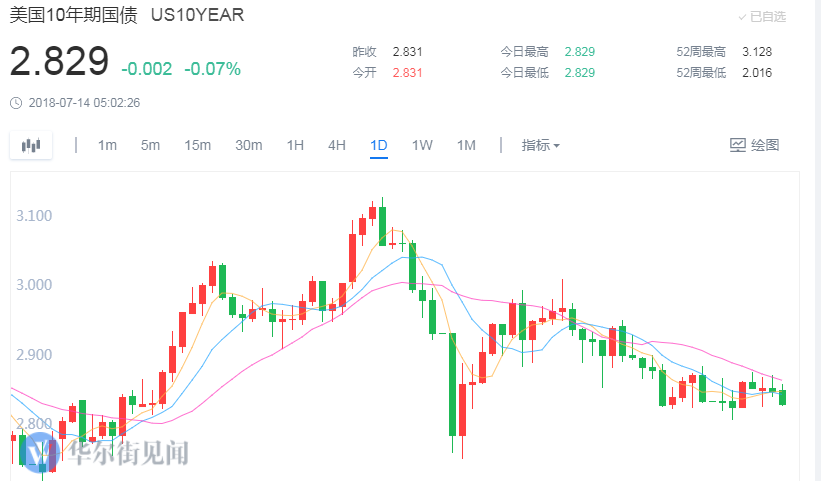 美国10年期国债 US10YEAR
✓ 已自选
2.829 -0.002 -0.07%
昨收 2.831 今日最高 2.829 52周最高 3.128
今开 2.831 今日最低 2.829 52周最低 2.016
2018-07-14 05:02:26
1m 5m 15m 30m 1H 4H 1D 1W 1M 指标 绘图
3.100
3.000
2.900
2.800
华尔街见闻